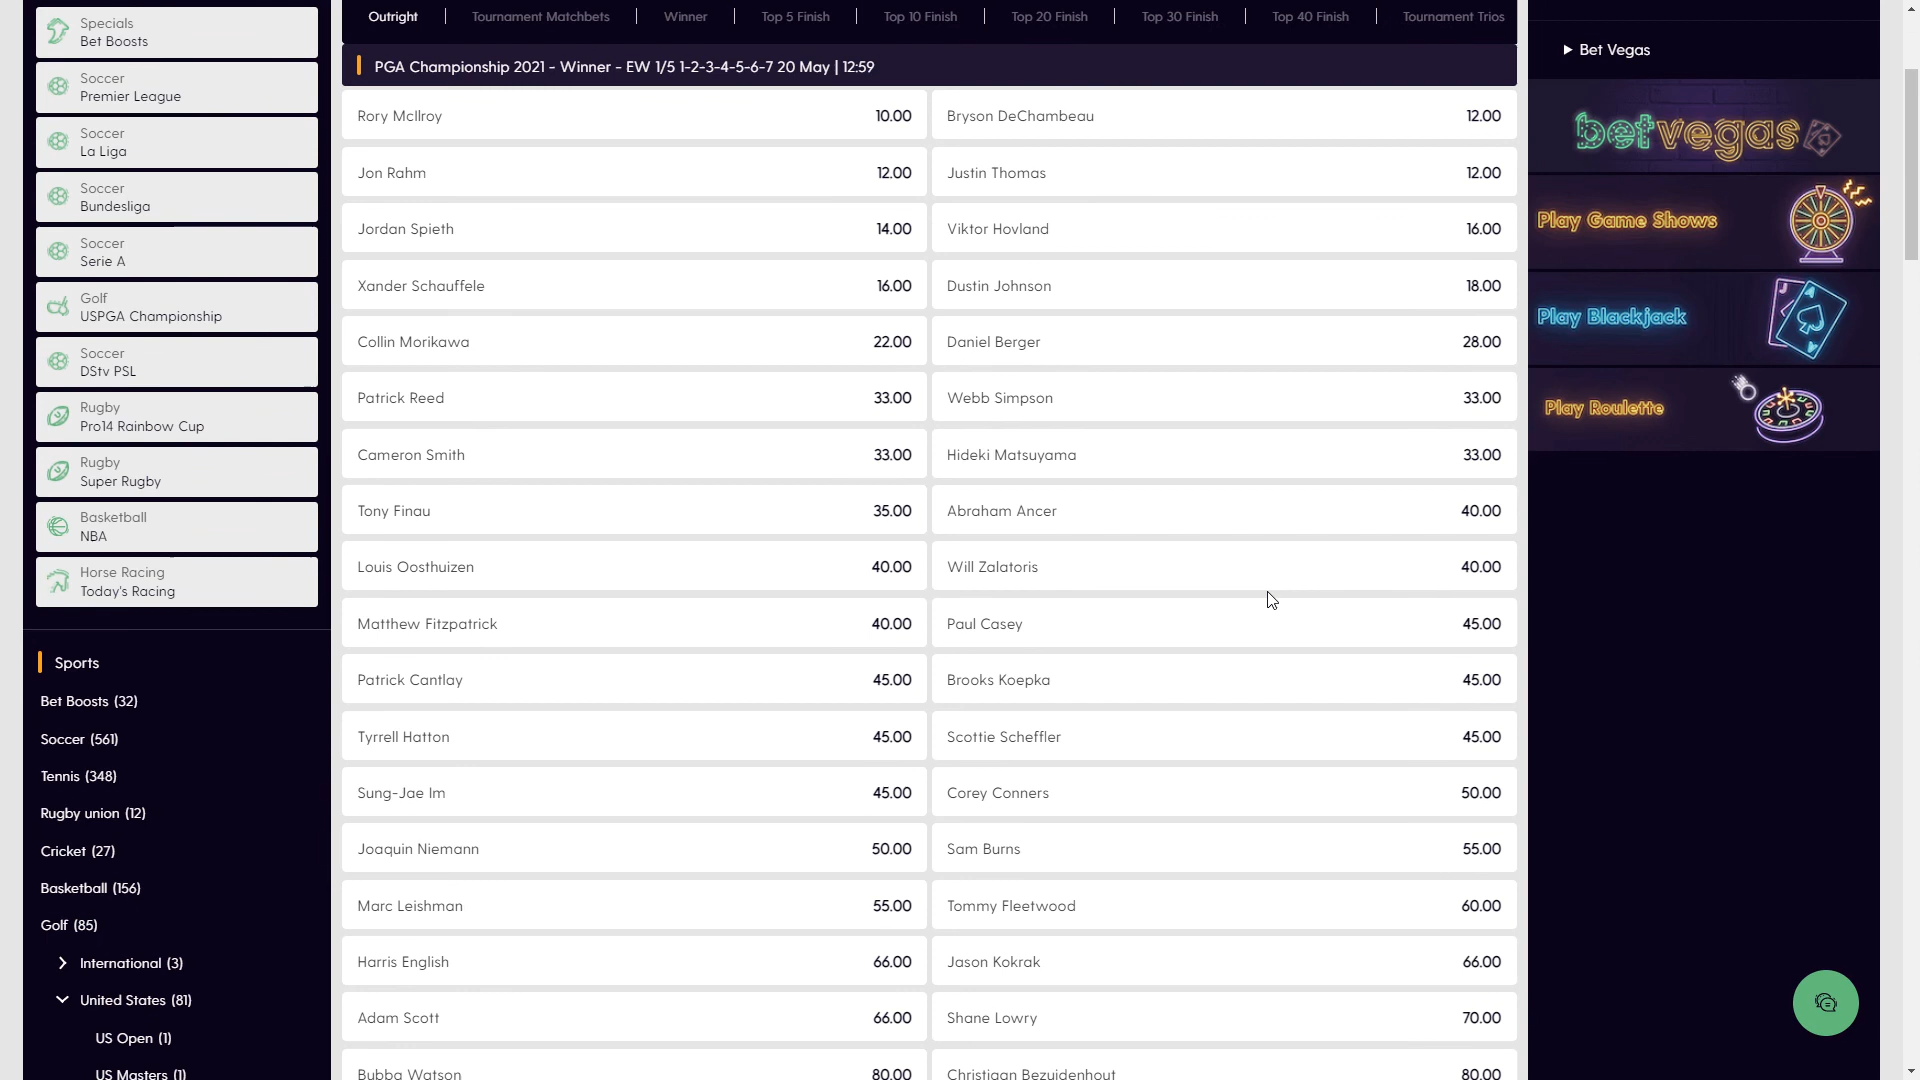 Specials
Bet Boosts
Soccer
Premier League
Soccer
La Liga
Soccer
Bundesliga
Soccer
Serie A
Golf
USPGA Championship
Soccer
DStv PSL
Rugby
Pro14 Rainbow Cup
Rugby
Super Rugby
Basketball
NBA
Horse Racing
Today's Racing
Sports
Bet Boosts (32)
Soccer (561)
Tennis (348)
Rugby union (12)
Cricket (27)
Basketball (156)
Golf (85)
International (3)
United States (81)
US Open (1)
US Masters (1)
Outright Tournament Matchbets Winner Top 5 Finish Top 10 Finish Top 20 Finish Top 30 Finish Top 40 Finish Tournament Trios
PGA Championship 2021 - Winner - EW 1/5 1-2-3-4-5-6-7 20 May | 12:59
Rory McIlroy 10.00 Bryson DeChambeau 12.00
Jon Rahm 12.00 Justin Thomas 12.00
Jordan Spieth 14.00 Viktor Hovland 16.00
Xander Schauffele 16.00 Dustin Johnson 18.00
Collin Morikawa 22.00 Daniel Berger 28.00
Patrick Reed 33.00 Webb Simpson 33.00
Cameron Smith 33.00 Hideki Matsuyama 33.00
Tony Finau 35.00 Abraham Ancer 40.00
Louis Oosthuizen 40.00 Will Zalatoris 40.00
Matthew Fitzpatrick 40.00 Paul Casey 45.00
Patrick Cantlay 45.00 Brooks Koepka 45.00
Tyrrell Hatton 45.00 Scottie Scheffler 45.00
Sung-Jae Im 45.00 Corey Conners 50.00
Joaquin Niemann 50.00 Sam Burns 55.00
Marc Leishman 55.00 Tommy Fleetwood 60.00
Harris English 66.00 Jason Kokrak 66.00
Adam Scott 66.00 Shane Lowry 70.00
Bubba Watson 80.00 Christiaan Bezuidenhout 80.00
Bet Vegas
betvegas
Play Game Shows
Play Blackjack
J A
A
Play Roulette